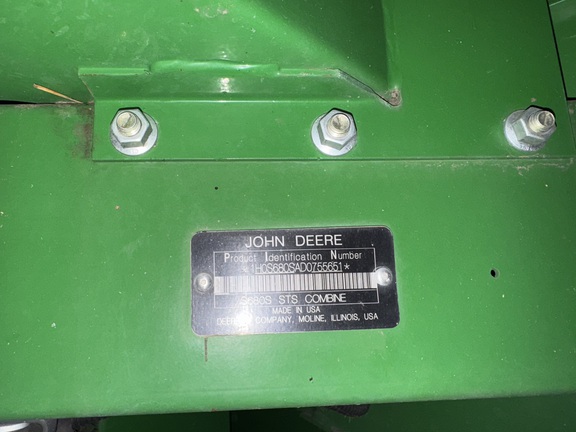 JOHN DEERE
Product Identification Number
*1H0S680SAD0755651*
S680S STS COMBINE
MADE IN USA
DEERE & COMPANY, MOLINE, ILLINOIS, USA